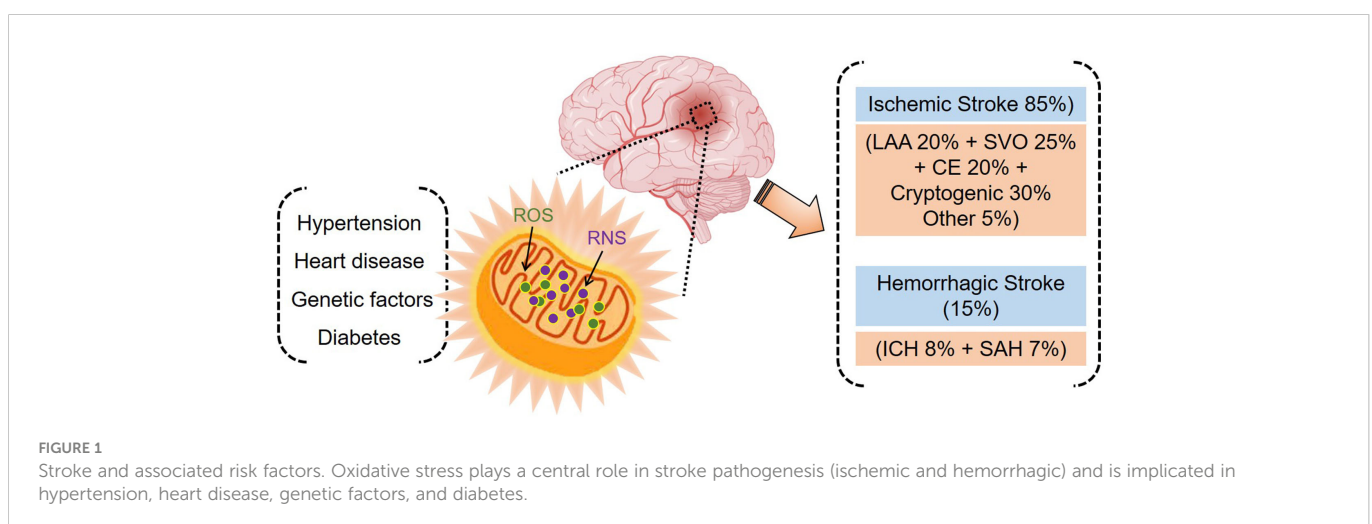 Hypertension
Heart disease
Genetic factors
Diabetes
ROS
RNS
Ischemic Stroke 85%)
(LAA 20% + SVO 25%
+ CE 20% +
Cryptogenic 30%
Other 5%)
Hemorrhagic Stroke
(15%)
(ICH 8% + SAH 7%)
FIGURE 1
Stroke and associated risk factors. Oxidative stress plays a central role in stroke pathogenesis (ischemic and hemorrhagic) and is implicated in
hypertension, heart disease, genetic factors, and diabetes.